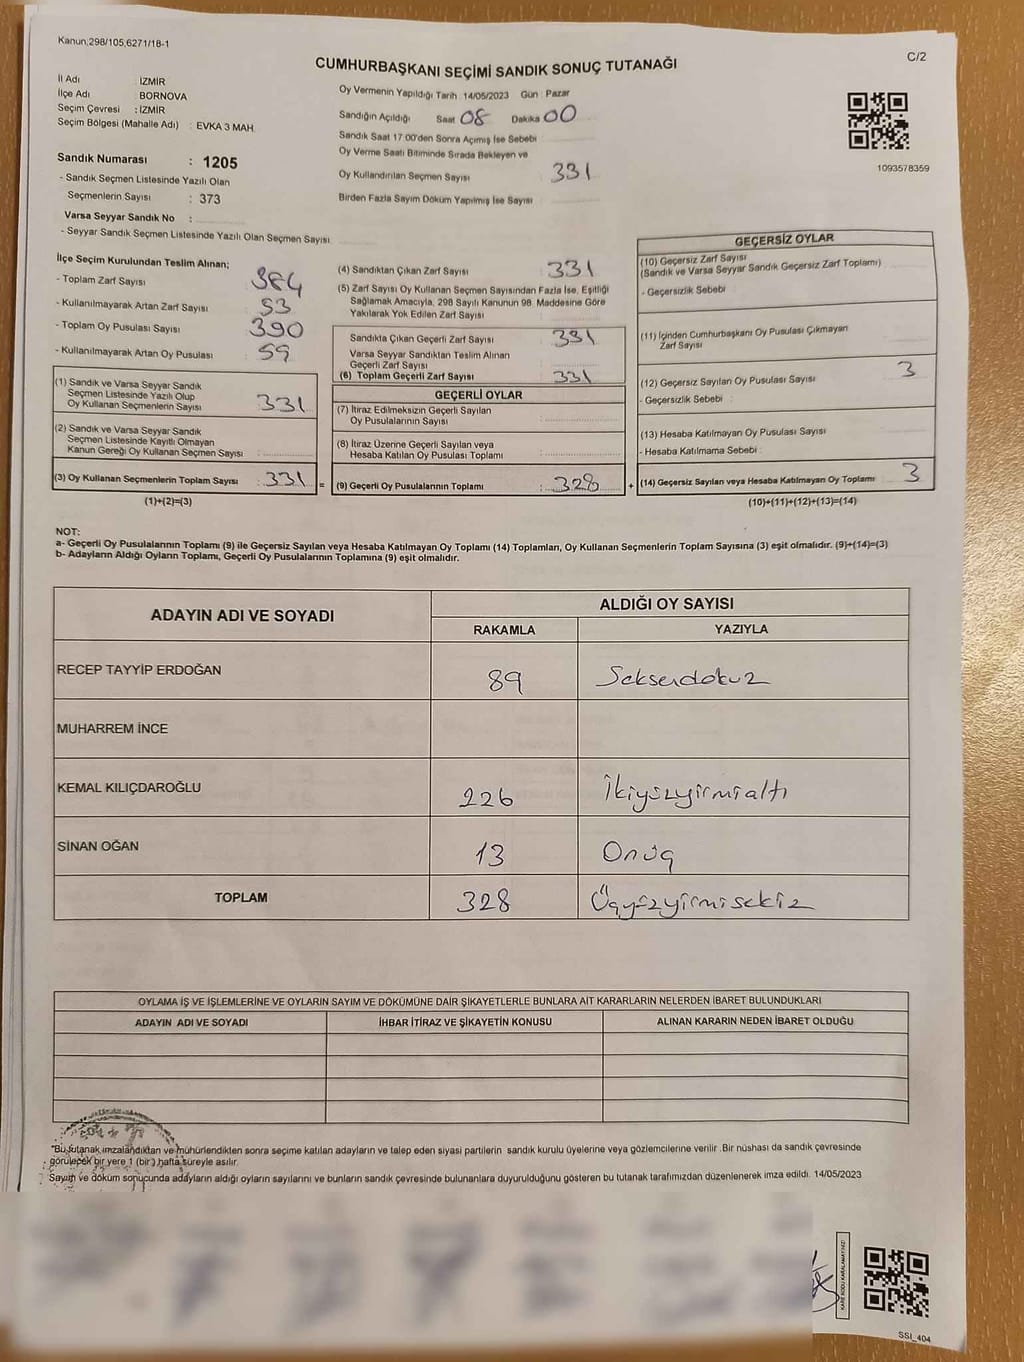 Kanun;298/105,6271/18-1
C/2
CUMHURBAŞKANI SEÇİMİ SANDIK SONUÇ TUTANAĞI
İl Adı : İZMİR
İlçe Adı : BORNOVA
Seçim Çevresi : İZMİR
Seçim Bölgesi (Mahalle Adı) : EVKA 3 MAH.
Oy Vermenin Yapıldığı Tarih :14/05/2023 Gün : Pazar
Sandığın Açıldığı Saat 08 Dakika 00
Sandık Saat 17:00'den Sonra Açımış İse Sebebi
Oy Verme Saati Bitiminde Sırada Bekleyen ve
Oy Kullandırılan Seçmen Sayısı 331
Birden Fazla Sayım Döküm Yapılmış İse Sayısı
1093578359
Sandık Numarası : 1205
- Sandık Seçmen Listesinde Yazılı Olan
Seçmenlerin Sayısı : 373
Varsa Seyyar Sandık No :
- Seyyar Sandık Seçmen Listesinde Yazılı Olan Seçmen Sayısı
İlçe Seçim Kurulundan Teslim Alınan;
- Toplam Zarf Sayısı 384
- Kullanılmayarak Artan Zarf Sayısı 53
- Toplam Oy Pusulası Sayısı 390
- Kullanılmayarak Artan Oy Pusulası 59
(1) Sandık ve Varsa Seyyar Sandık
Seçmen Listesinde Yazılı Olup
Oy Kullanan Seçmenlerin Sayısı : 331
(2) Sandık ve Varsa Seyyar Sandık
Seçmen Listesinde Kayıtlı Olmayan
Kanun Gereği Oy Kullanan Seçmen Sayısı :
(3) Oy Kullanan Seçmenlerin Toplam Sayısı : 331
(1)+(2)=(3)
(4) Sandıktan Çıkan Zarf Sayısı 331
(5) Zarf Sayısı Oy Kullanan Seçmen Sayısından Fazla İse, Eşitliği
Sağlamak Amacıyla, 298 Sayılı Kanunun 98. Maddesine Göre
Yakılarak Yok Edilen Zarf Sayısı
Sandıkta Çıkan Geçerli Zarf Sayısı 331
Varsa Seyyar Sandıktan Teslim Alınan
Geçerli Zarf Sayısı
(6) Toplam Geçerli Zarf Sayısı 331
GEÇERLİ OYLAR
(7) İtiraz Edilmeksizin Geçerli Sayılan
Oy Pusulalarının Sayısı
(8) İtiraz Üzerine Geçerli Sayılan veya
Hesaba Katılan Oy Pusulası Toplamı
= (9) Geçerli Oy Pusulalarının Toplamı : 328
GEÇERSİZ OYLAR
(10) Geçersiz Zarf Sayısı
(Sandık ve Varsa Seyyar Sandık Geçersiz Zarf Toplamı)
- Geçersizlik Sebebi
(11) İçinden Cumhurbaşkanı Oy Pusulası Çıkmayan
Zarf Sayısı
(12) Geçersiz Sayılan Oy Pusulası Sayısı 3
- Geçersizlik Sebebi :
(13) Hesaba Katılmayan Oy Pusulası Sayısı
- Hesaba Katılmama Sebebi :
+ (14) Geçersiz Sayılan veya Hesaba Katılmayan Oy Toplamı 3
(10)+(11)+(12)+(13)=(14)
NOT:
a- Geçerli Oy Pusulalarının Toplamı (9) ile Geçersiz Sayılan veya Hesaba Katılmayan Oy Toplamı (14) Toplamları, Oy Kullanan Seçmenlerin Toplam Sayısına (3) eşit olmalıdır. (9)+(14)=(3)
b- Adayların Aldığı Oyların Toplamı, Geçerli Oy Pusulalarının Toplamına (9) eşit olmalıdır.
ADAYIN ADI VE SOYADI
ALDIĞI OY SAYISI
RAKAMLA YAZIYLA
RECEP TAYYİP ERDOĞAN 89 Seksendokuz
MUHARREM İNCE
KEMAL KILIÇDAROĞLU 226 İkiyüzyirmialtı
SİNAN OĞAN 13 Onüç
TOPLAM 328 Üçyüzyirmisekiz
OYLAMA İŞ VE İŞLEMLERİNE VE OYLARIN SAYIM VE DÖKÜMÜNE DAİR ŞİKAYETLERLE BUNLARA AİT KARARLARIN NELERDEN İBARET BULUNDUKLARI
ADAYIN ADI VE SOYADI İHBAR İTİRAZ VE ŞİKAYETİN KONUSU ALINAN KARARIN NEDEN İBARET OLDUĞU
*Bu tutanak imzalandıktan ve mühürlendikten sonra seçime katılan adayların ve talep eden siyasi partilerin sandık kurulu üyelerine veya gözlemcilerine verilir. Bir nüshası da sandık çevresinde
görülecek bir yere 1 (bir) hafta süreyle asılır.
Sayım ve döküm sonucunda adayların aldığı oyların sayılarını ve bunların sandık çevresinde bulunanlara duyurulduğunu gösteren bu tutanak tarafımızdan düzenlenerek imza edildi. 14/05/2023
KARE KODU KARALAMAYINIZ!
SSI_404